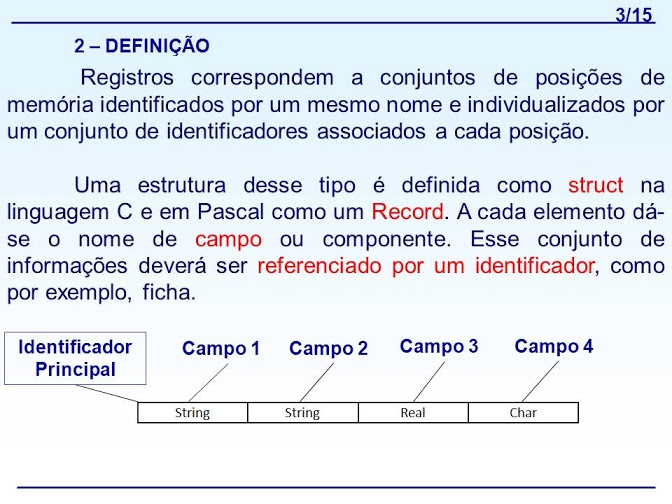 3/15
2 – DEFINIÇÃO
Registros correspondem a conjuntos de posições de
memória identificados por um mesmo nome e individualizados por
um conjunto de identificadores associados a cada posição.
Uma estrutura desse tipo é definida como struct na
linguagem C e em Pascal como um Record. A cada elemento dá-
se o nome de campo ou componente. Esse conjunto de
informações deverá ser referenciado por um identificador, como
por exemplo, ficha.
Identificador
Principal
Campo 1 Campo 2 Campo 3 Campo 4
String String Real Char